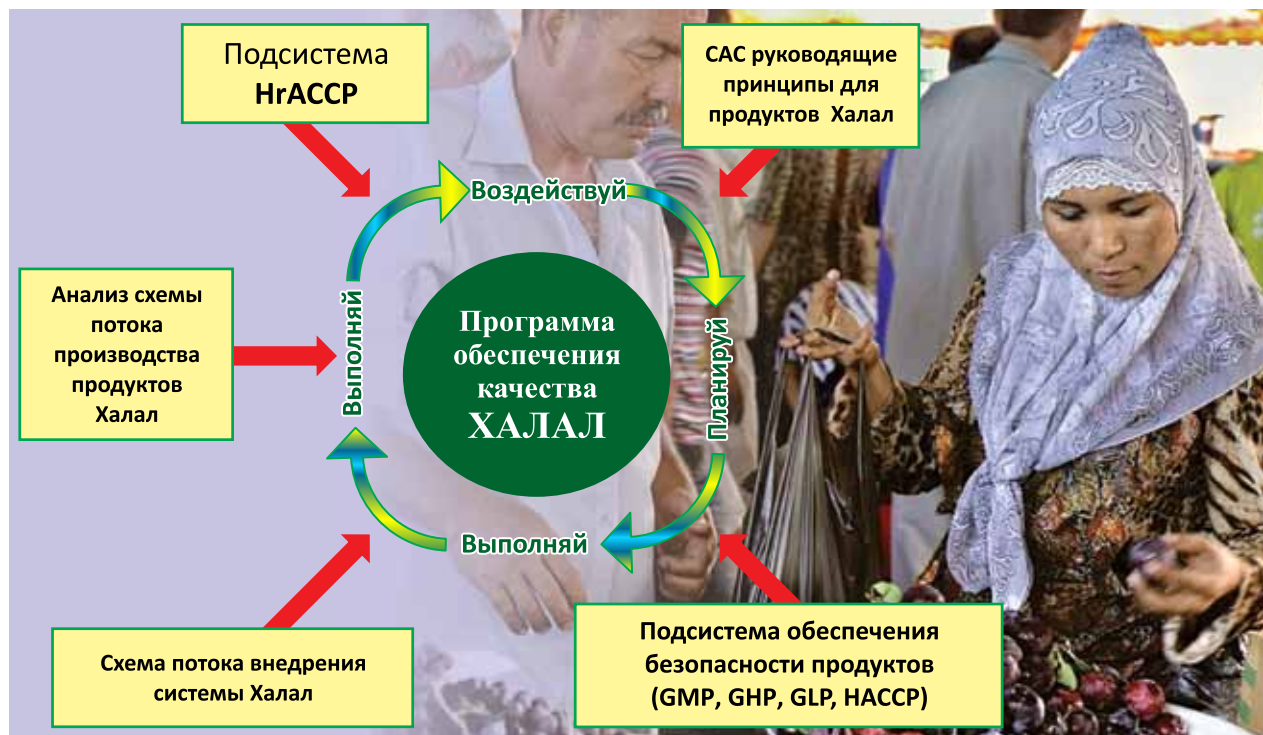 Подсистема
HrACCP
САС руководящие
принципы для
продуктов Халал
Воздействуй
Анализ схемы
потока
производства
продуктов
Халал
Выполняй
Программа
обеспечения
качества
ХАЛАЛ
Планируй
Выполняй
Схема потока внедрения
системы Халал
Подсистема обеспечения
безопасности продуктов
(GMP, GHP, GLP, HACCP)